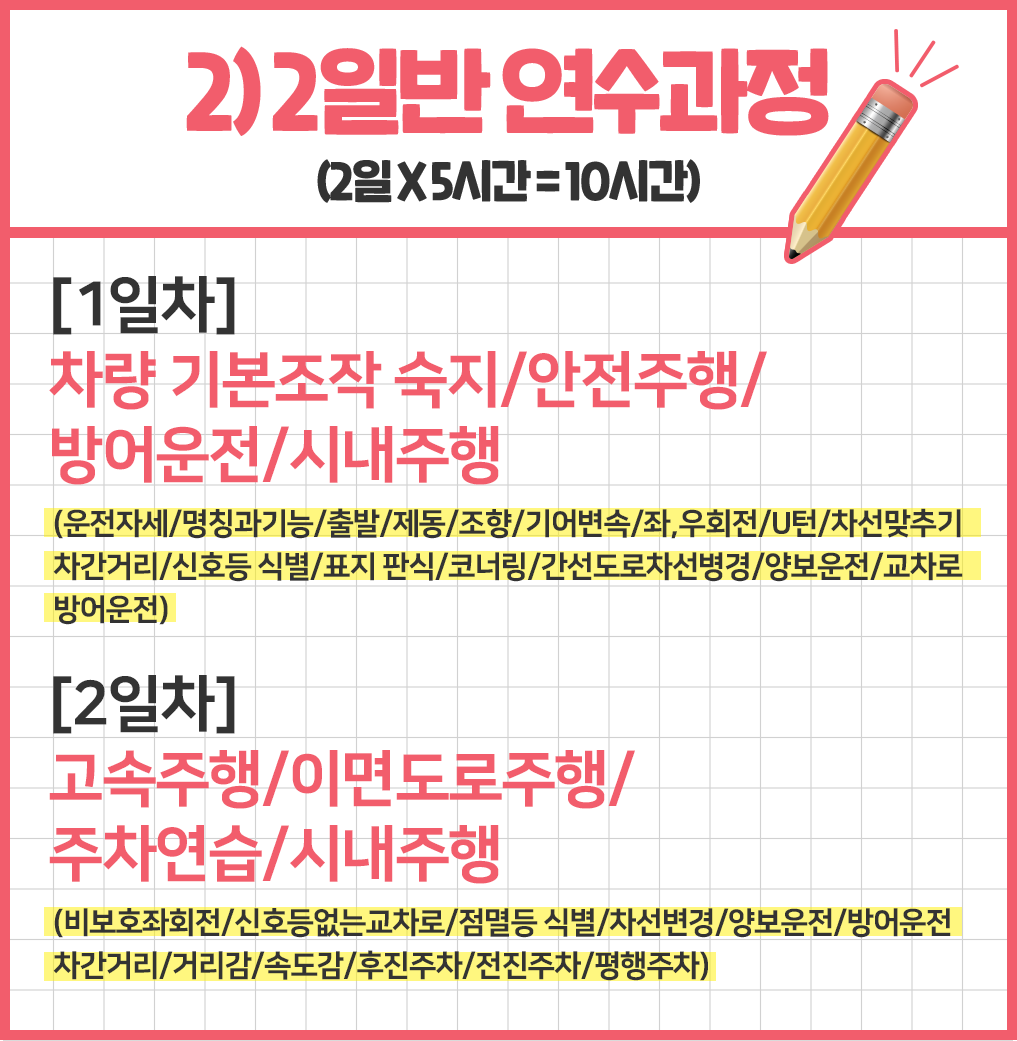 2) 2일반 연수과정
(2일 X 5시간 = 10시간)
[1일차]
차량 기본조작 숙지/안전주행/
방어운전/시내주행
(운전자세/명칭과기능/출발/제동/조향/기어변속/좌,우회전/U턴/차선맞추기
차간거리/신호등 식별/표지 판식/코너링/간선도로차선병경/양보운전/교차로
방어운전)
[2일차]
고속주행/이면도로주행/
주차연습/시내주행
(비보호좌회전/신호등없는교차로/점멸등 식별/차선변경/양보운전/방어운전
차간거리/거리감/속도감/후진주차/전진주차/평행주차)